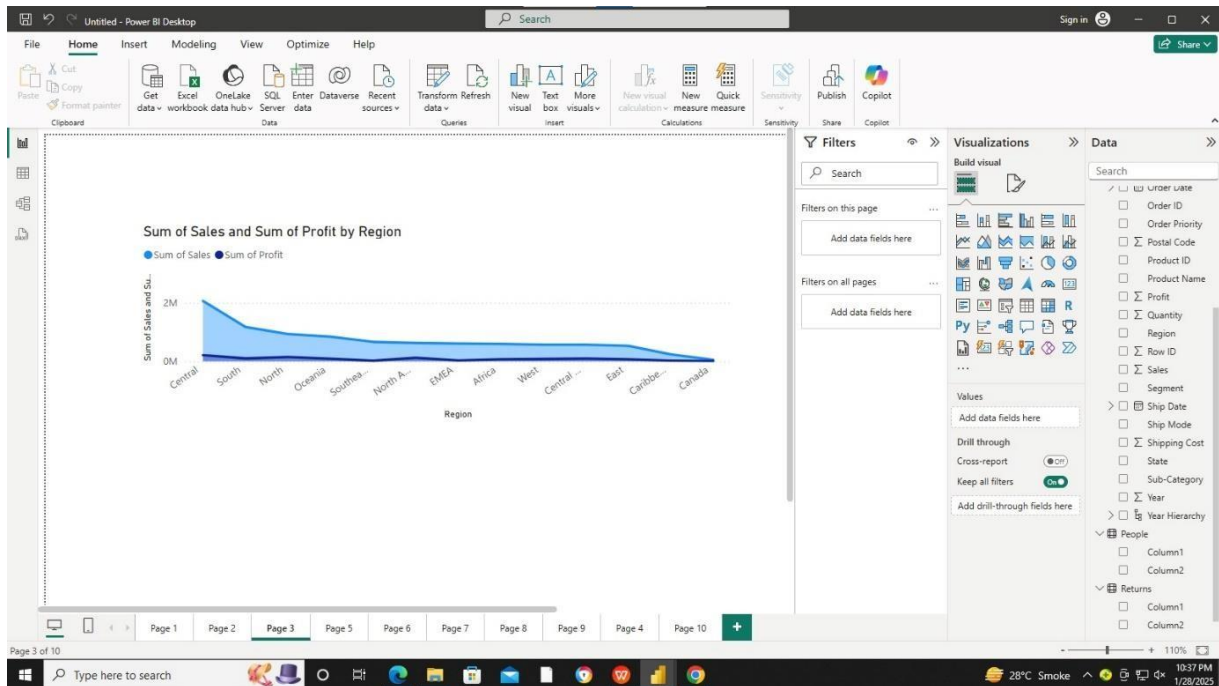 Untitled - Power BI Desktop
Search
Sign in
File Home Insert Modeling View Optimize Help
Share
Paste
Cut
Copy
Format painter
Clipboard
Get data
Excel workbook
OneLake data hub
SQL Server
Enter data
Dataverse
Recent sources
Data
Transform data
Refresh
Queries
New visual
Text box
More visuals
Insert
New visual calculation
New measure
Quick measure
Calculations
Sensitivity
Sensitivity
Publish
Share
Copilot
Copilot
Sum of Sales and Sum of Profit by Region
Sum of Sales Sum of Profit
Sum of Sales and Su...
2M
0M
Central South North Oceania Southea... North A... EMEA Africa West Central ... East Caribbe... Canada
Region
Filters
Search
Filters on this page
Add data fields here
Filters on all pages
Add data fields here
Visualizations
Build visual
123
R
Py
Values
Add data fields here
Drill through
Cross-report Off
Keep all filters On
Add drill-through fields here
Data
Search
Order Date
Order ID
Order Priority
Postal Code
Product ID
Product Name
Profit
Quantity
Region
Row ID
Sales
Segment
Ship Date
Ship Mode
Shipping Cost
State
Sub-Category
Year
Year Hierarchy
People
Column1
Column2
Returns
Column1
Column2
Page 1 Page 2 Page 3 Page 5 Page 6 Page 7 Page 8 Page 9 Page 4 Page 10
Page 3 of 10
110%
Type here to search
28°C Smoke
10:37 PM
1/28/2025